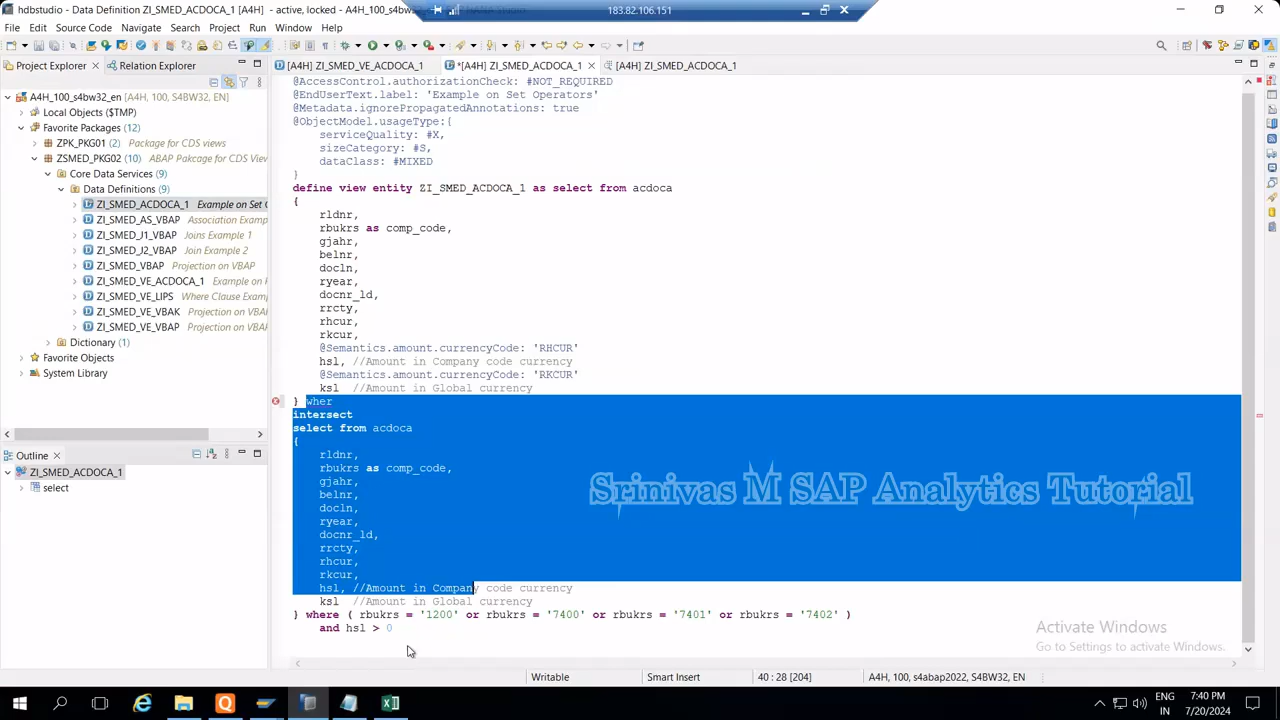 hdbstudio - Data Definition ZI_SMED_ACDOCA_1 [A4H] - active, locked - A4H_100_s4bw32_en
183.82.106.151
File Edit Source Code Navigate Search Project Run Window Help
Project Explorer
Relation Explorer
[A4H] ZI_SMED_VE_ACDOCA_1
*[A4H] ZI_SMED_ACDOCA_1
[A4H] ZI_SMED_ACDOCA_1
A4H_100_s4bw32_en [A4H, 100, S4BW32, EN]
Local Objects ($TMP)
Favorite Packages (12)
ZPK_PKG01 (2) Package for CDS views
ZSMED_PKG02 (10) ABAP Pakcage for CDS View
Core Data Services (9)
Data Definitions (9)
ZI_SMED_ACDOCA_1 Example on Set O
ZI_SMED_AS_VBAP Association Examp
ZI_SMED_J1_VBAP Joins Example 1
ZI_SMED_J2_VBAP Join Example 2
ZI_SMED_VBAP Projection on VBAP
ZI_SMED_VE_ACDOCA_1 Example on
ZI_SMED_VE_LIPS Where Clause Exam
ZI_SMED_VE_VBAK Projection on VBAK
ZI_SMED_VE_VBAP Projection on VBAP
Dictionary (1)
Favorite Objects
System Library
Outline
ZI_SMED_ACDOCA_1
select
@AccessControl.authorizationCheck: #NOT_REQUIRED
@EndUserText.label: 'Example on Set Operators'
@Metadata.ignorePropagatedAnnotations: true
@ObjectModel.usageType:{
serviceQuality: #X,
sizeCategory: #S,
dataClass: #MIXED
}
define view entity ZI_SMED_ACDOCA_1 as select from acdoca
{
rldnr,
rbukrs as comp_code,
gjahr,
belnr,
docln,
ryear,
docnr_ld,
rrcty,
rhcur,
rkcur,
@Semantics.amount.currencyCode: 'RHCUR'
hsl, //Amount in Company code currency
@Semantics.amount.currencyCode: 'RKCUR'
ksl //Amount in Global currency
} wher
intersect
select from acdoca
{
rldnr,
rbukrs as comp_code,
gjahr,
belnr,
docln,
ryear,
docnr_ld,
rrcty,
rhcur,
rkcur,
hsl, //Amount in Company code currency
ksl //Amount in Global currency
} where ( rbukrs = '1200' or rbukrs = '7400' or rbukrs = '7401' or rbukrs = '7402' )
and hsl > 0
Srinivas M SAP Analytics Tutorial
Activate Windows
Go to Settings to activate Windows.
Writable
Smart Insert
40 : 28 [204]
A4H, 100, s4abap2022, S4BW32, EN
ENG
IN
7:40 PM
7/20/2024